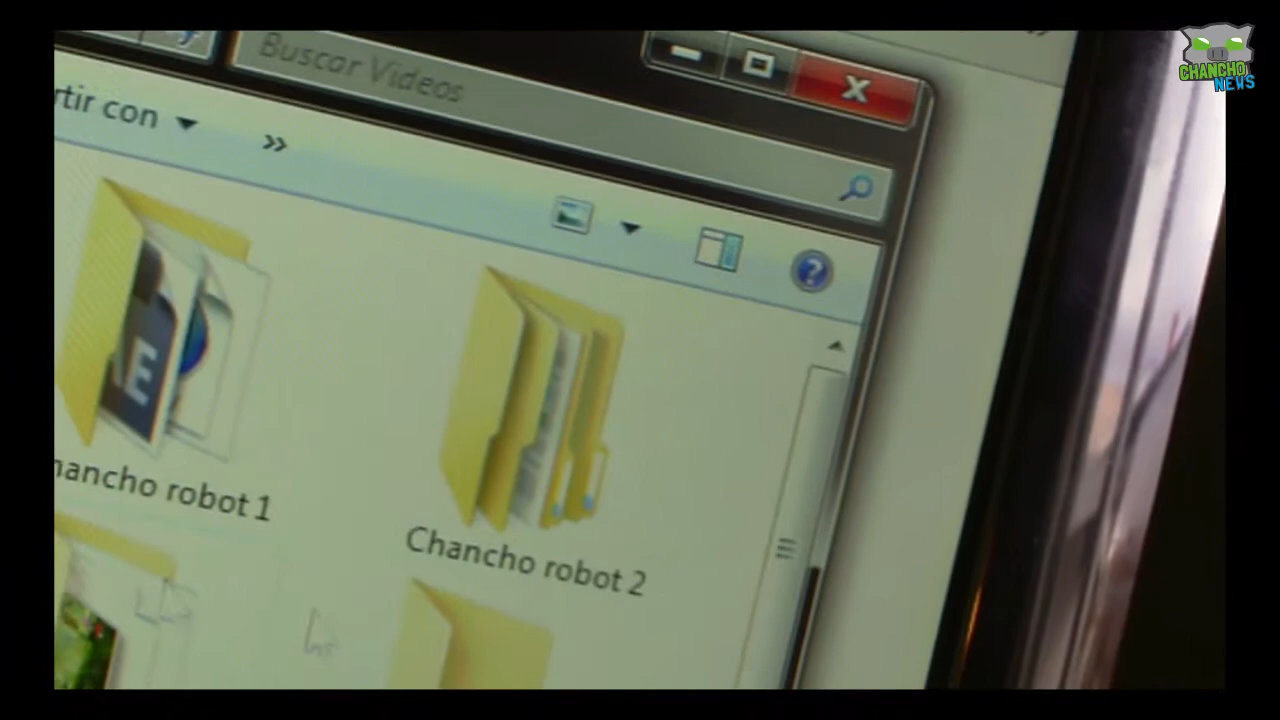 Buscar Videos
rtir con
hancho robot 1
Chancho robot 2
CHANCHO
NEWS